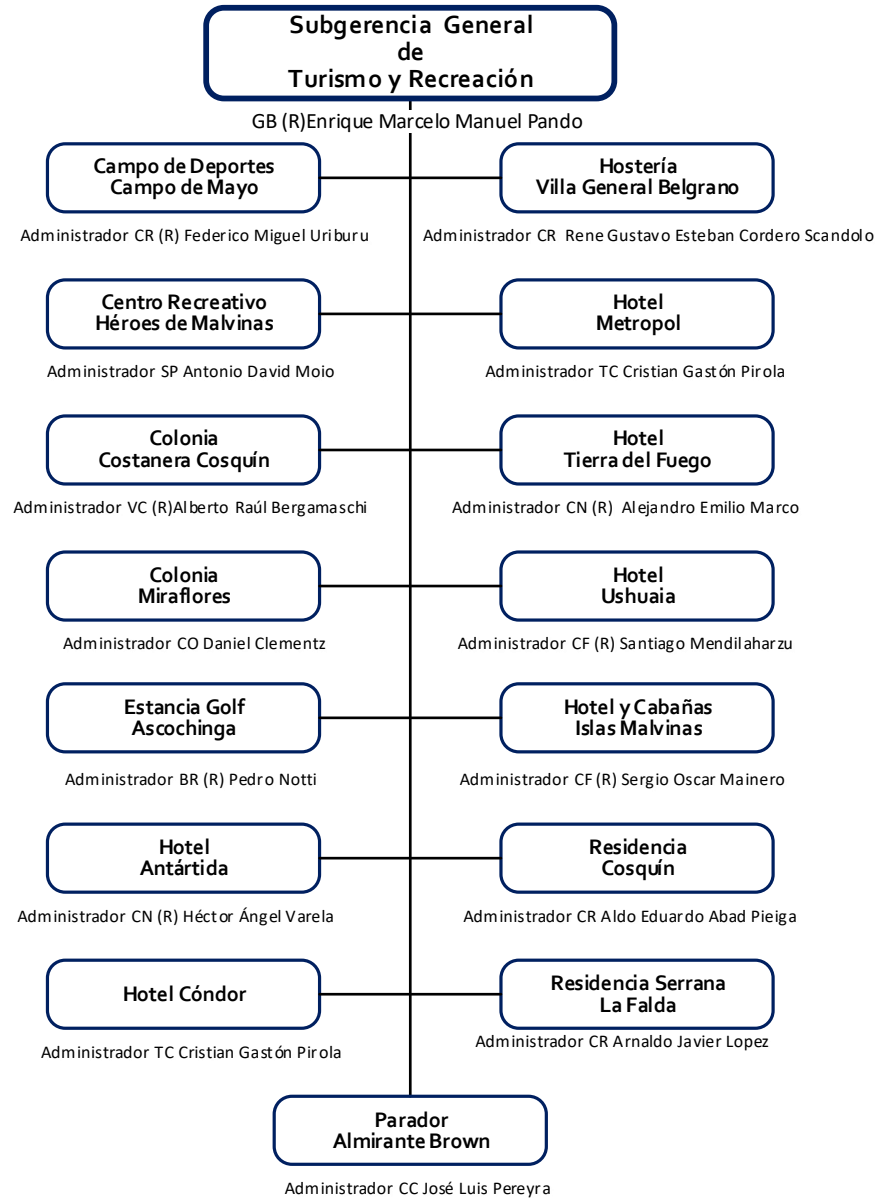 Subgerencia General
de
Turismo y Recreación
GB (R)Enrique Marcelo Manuel Pando
Campo de Deportes
Campo de Mayo
Administrador CR (R) Federico Miguel Uriburu
Hostería
Villa General Belgrano
Administrador CR Rene Gustavo Esteban Cordero Scandolo
Centro Recreativo
Héroes de Malvinas
Administrador SP Antonio David Moio
Hotel
Metropol
Administrador TC Cristian Gastón Pirola
Colonia
Costanera Cosquín
Administrador VC (R)Alberto Raúl Bergamaschi
Hotel
Tierra del Fuego
Administrador CN (R) Alejandro Emilio Marco
Colonia
Miraflores
Administrador CO Daniel Clementz
Hotel
Ushuaia
Administrador CF (R) Santiago Mendilaharzu
Estancia Golf
Ascochinga
Administrador BR (R) Pedro Notti
Hotel y Cabañas
Islas Malvinas
Administrador CF (R) Sergio Oscar Mainero
Hotel
Antártida
Administrador CN (R) Héctor Ángel Varela
Residencia
Cosquín
Administrador CR Aldo Eduardo Abad Pieiga
Hotel Cóndor
Administrador TC Cristian Gastón Pirola
Residencia Serrana
La Falda
Administrador CR Arnaldo Javier Lopez
Parador
Almirante Brown
Administrador CC José Luis Pereyra